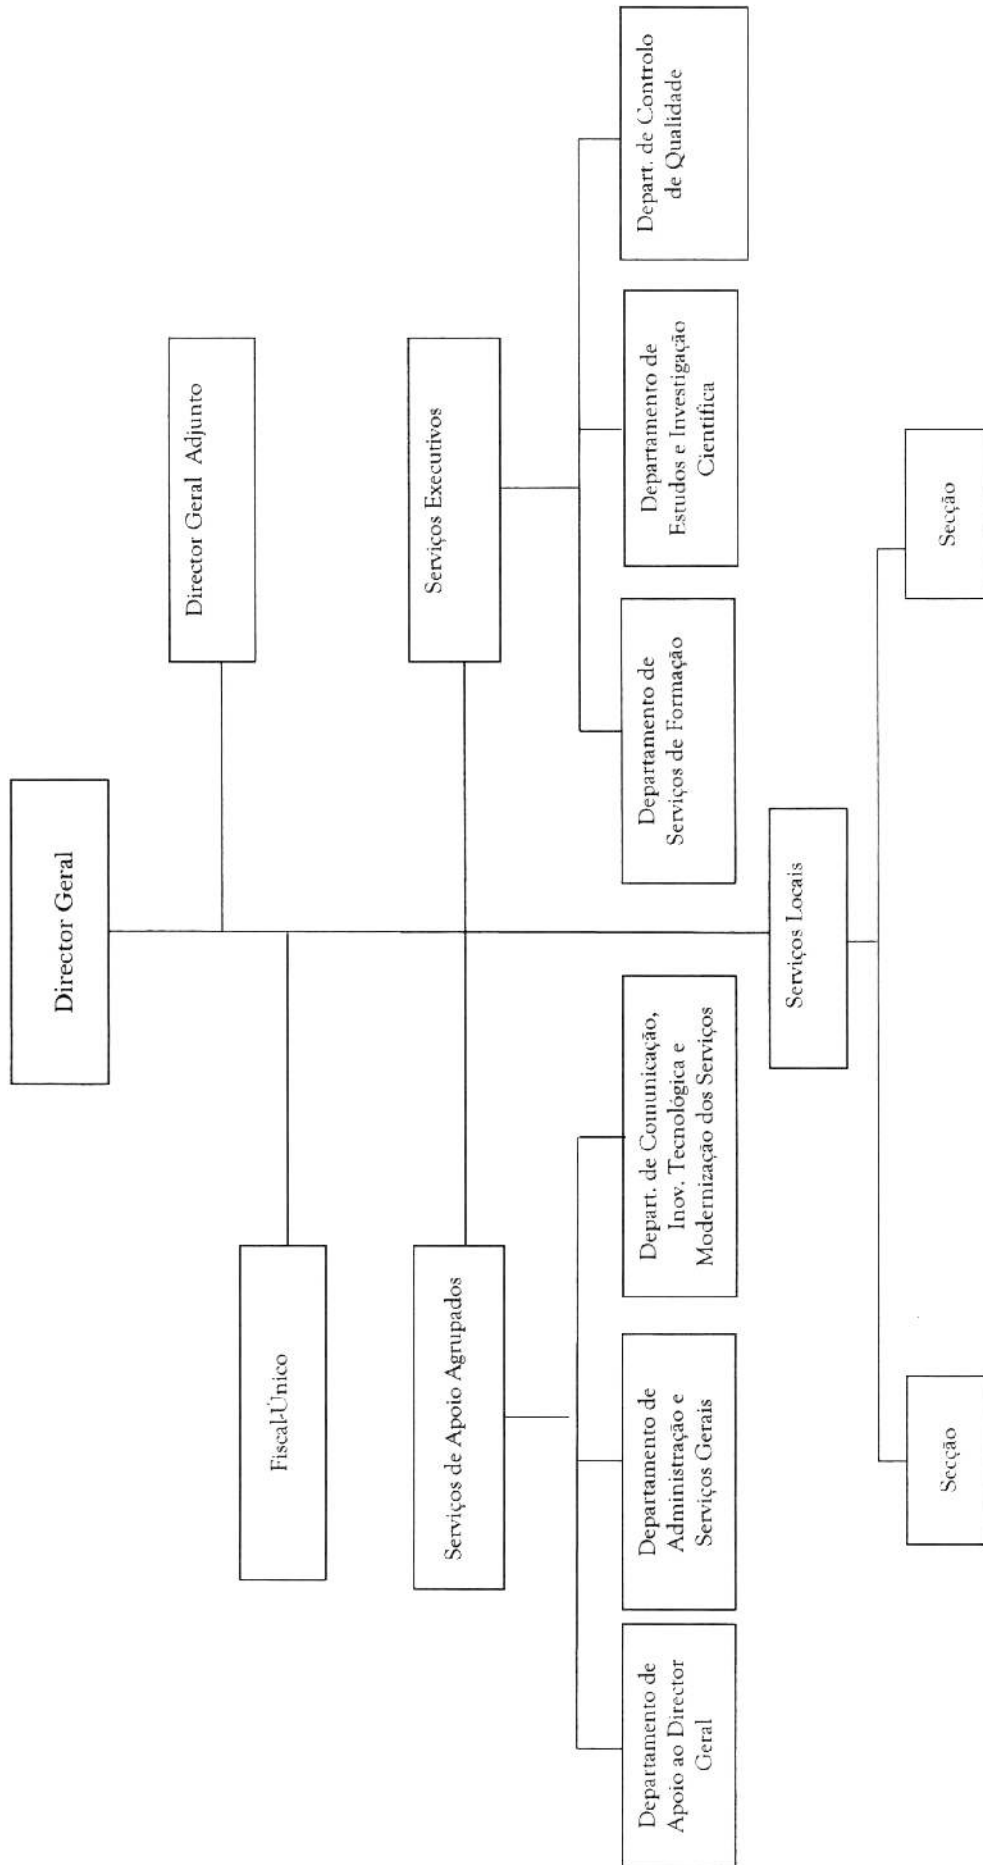 Director Geral
Director Geral Adjunto
Fiscal-Único
Serviços de Apoio Agrupados
Serviços Executivos
Departamento de
Apoio ao Director
Geral
Departamento de
Administração e
Serviços Gerais
Depart. de Comunicação,
Inov. Tecnológica e
Modernização dos Serviços
Departamento de
Serviços de Formação
Departamento de
Estudos e Investigação
Cientifica
Depart. de Controlo
de Qualidade
Serviços Locais
Secção
Secção